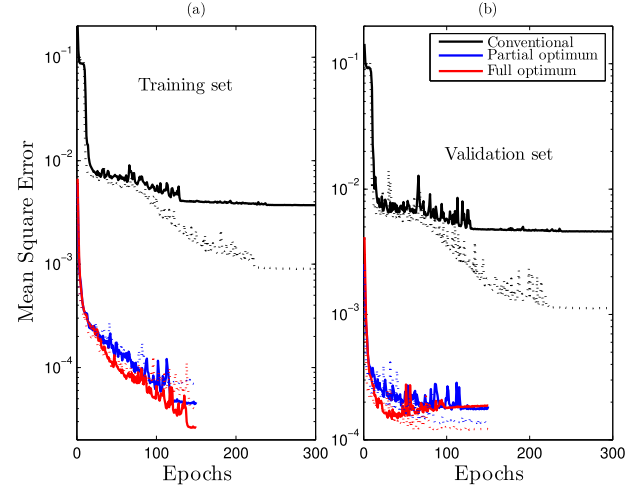 (a)
(b)
Mean Square Error
10⁻¹
10⁻²
10⁻³
10⁻⁴
Training set
0
100
200
300
Epochs
10⁻¹
10⁻²
10⁻³
10⁻⁴
Conventional
Partial optimum
Full optimum
Validation set
0
100
200
300
Epochs